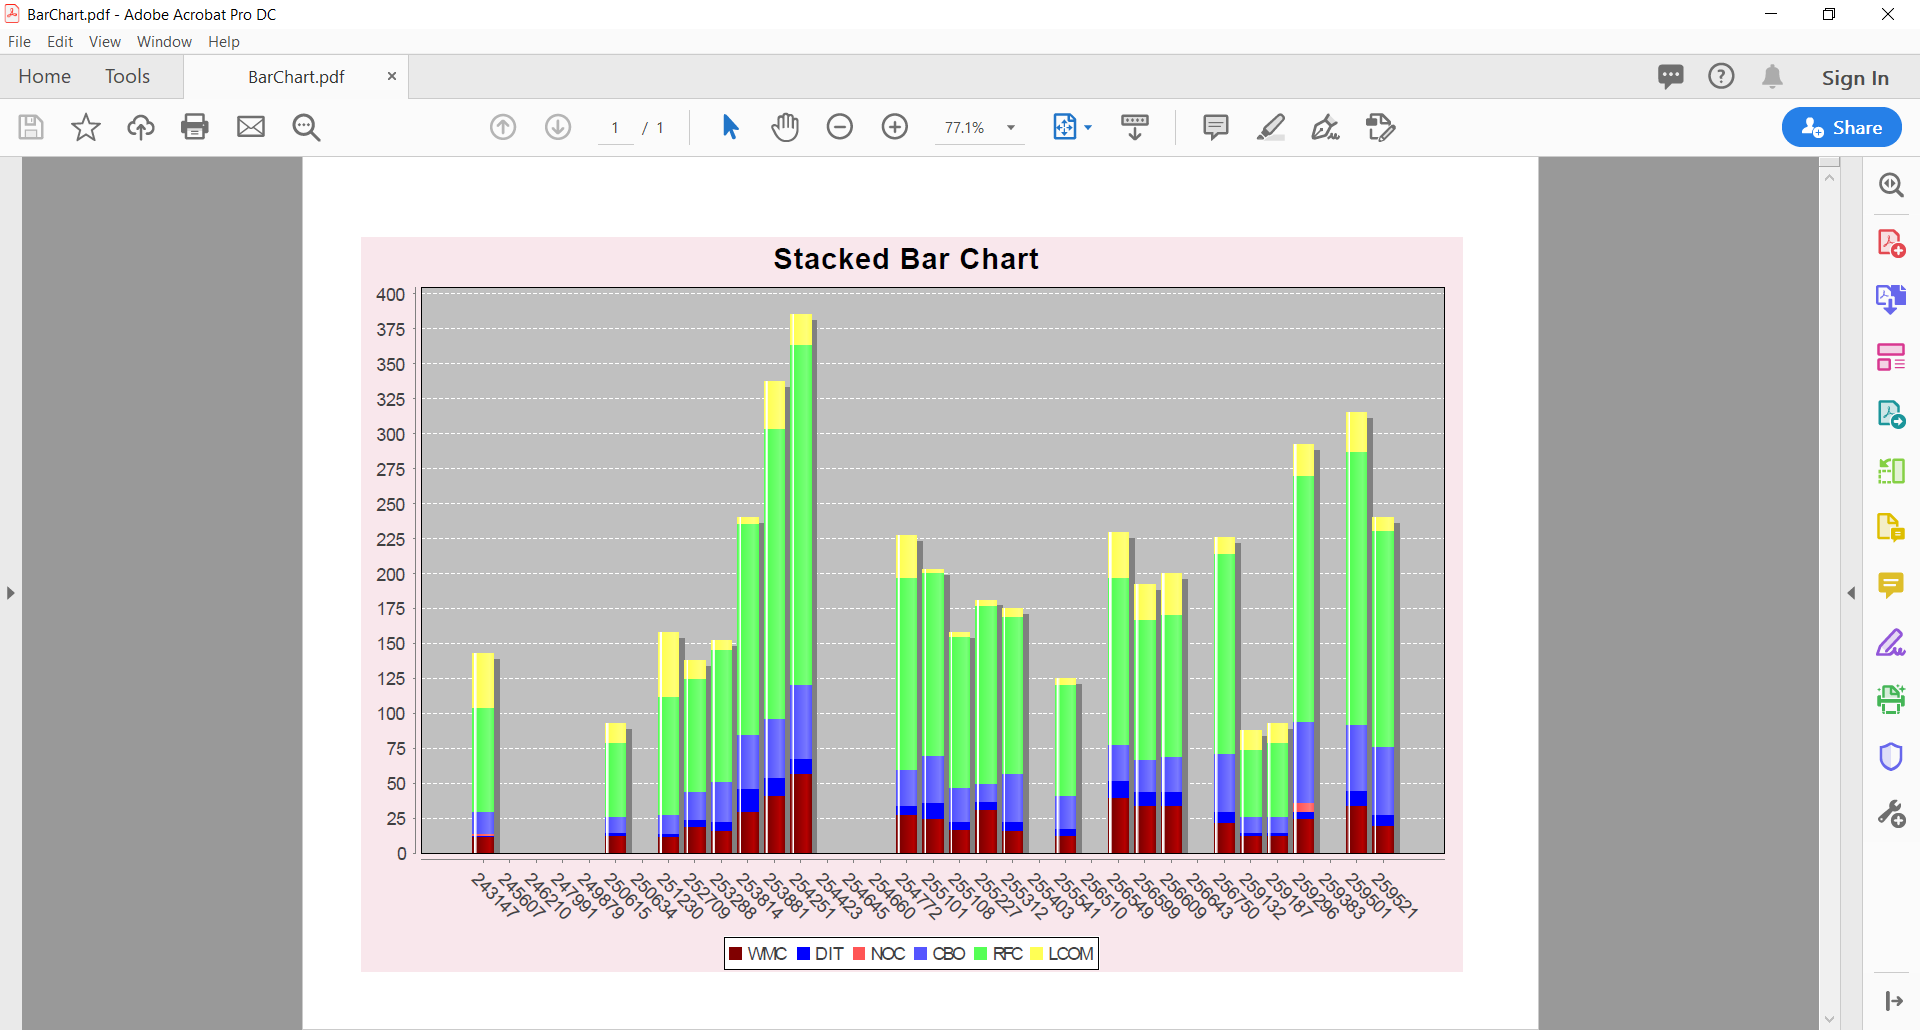 BarChart.pdf - Adobe Acrobat Pro DC
File Edit View Window Help
Home Tools BarChart.pdf × Sign In
1 / 1 77.1% Share
Stacked Bar Chart
400
375
350
325
300
275
250
225
200
175
150
125
100
75
50
25
0
243147 245607 246210 247991 249879 250615 250634 251230 252709 253288 253814 253881 254251 254423 254645 254660 254772 255101 255108 255227 255312 255403 255541 256510 256549 256599 256609 256643 256750 259132 259187 259296 259383 259501 259521
WMC DIT NOC CBO RFC LCOM